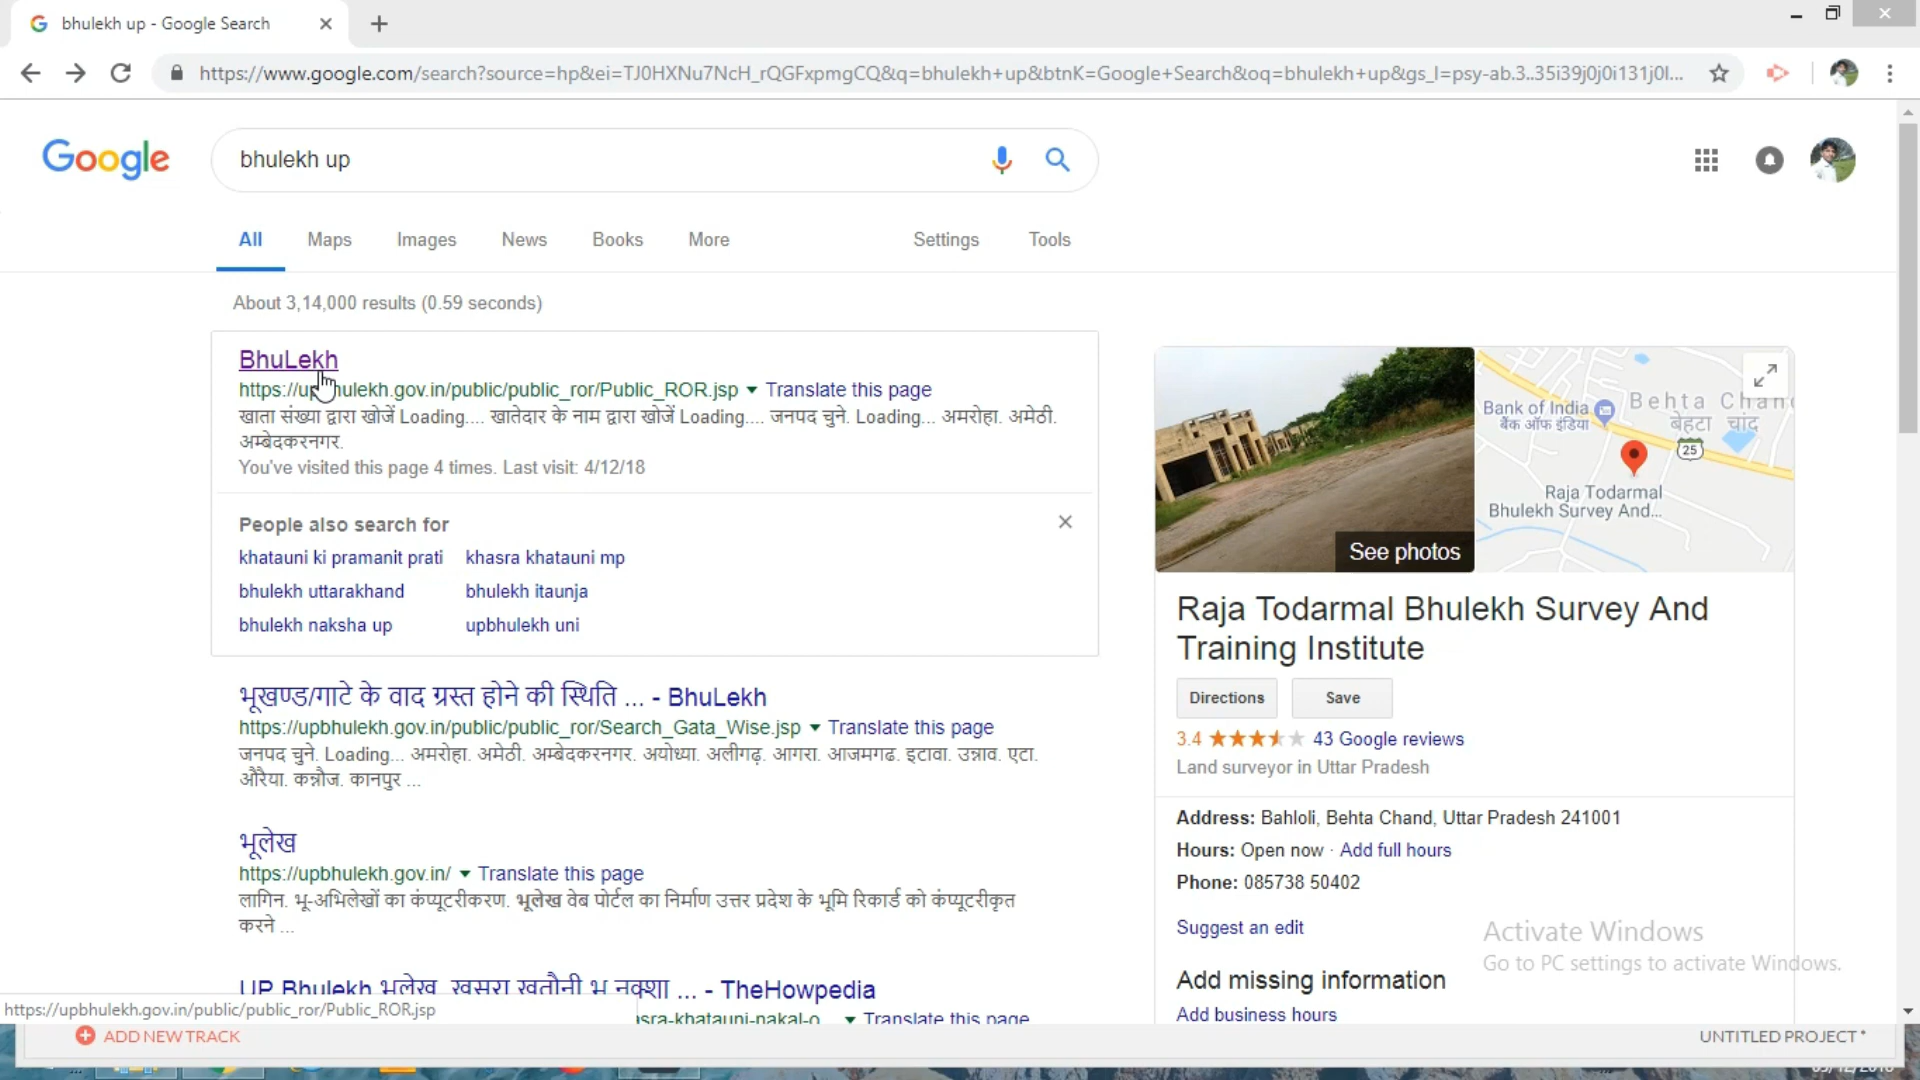 bhulekh up - Google Search
https://www.google.com/search?source=hp&ei=TJ0HXNu7NcH_rQGFxpmgCQ&q=bhulekh+up&btnK=Google+Search&oq=bhulekh+up&gs_l=psy-ab.3..35i39j0j0i131j0l...
Google
bhulekh up
All Maps Images News Books More Settings Tools
About 3,14,000 results (0.59 seconds)
BhuLekh
https://upbhulekh.gov.in/public/public_ror/Public_ROR.jsp Translate this page
खाता संख्या द्वारा खोजें Loading.... खातेदार के नाम द्वारा खोजें Loading.... जनपद चुने. Loading... अमरोहा. अमेठी.
अम्बेदकरनगर.
You've visited this page 4 times. Last visit: 4/12/18
People also search for
khatauni ki pramanit prati khasra khatauni mp
bhulekh uttarakhand bhulekh itaunja
bhulekh naksha up upbhulekh uni
भूखण्ड/गाटे के वाद ग्रस्त होने की स्थिति ... - BhuLekh
https://upbhulekh.gov.in/public/public_ror/Search_Gata_Wise.jsp Translate this page
जनपद चुने. Loading... अमरोहा. अमेठी. अम्बेदकरनगर. अयोध्या. अलीगढ़. आगरा. आजमगढ. इटावा. उन्नाव. एटा.
औरैया. कन्नौज. कानपुर ...
भूलेख
https://upbhulekh.gov.in/ Translate this page
लागिन. भू-अभिलेखों का कंप्यूटरीकरण. भूलेख वेब पोर्टल का निर्माण उत्तर प्रदेश के भूमि रिकार्ड को कंप्यूटरीकृत
करने ...
UP Bhulekh भूलेख, खसरा खतौनी भू नक्शा ... - TheHowpedia
asra-khatauni-nakal-o... Translate this page
https://upbhulekh.gov.in/public/public_ror/Public_ROR.jsp
Bank of India
बैंक ऑफ इंडिया
Behta Chand
बेहटा चांद
25
Raja Todarmal
Bhulekh Survey And...
See photos
Raja Todarmal Bhulekh Survey And
Training Institute
Directions Save
3.4 43 Google reviews
Land surveyor in Uttar Pradesh
Address: Bahloli, Behta Chand, Uttar Pradesh 241001
Hours: Open now · Add full hours
Phone: 085738 50402
Suggest an edit
Add missing information
Add business hours
Activate Windows
Go to PC settings to activate Windows.
ADD NEW TRACK
UNTITLED PROJECT *